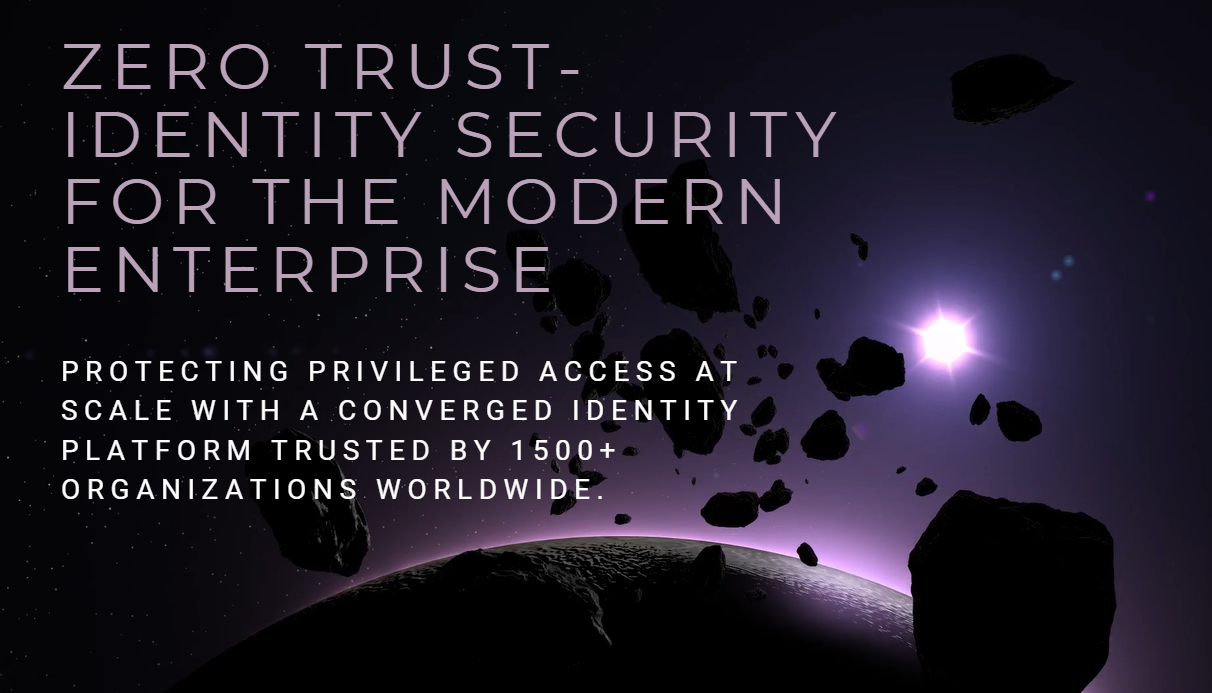 ZERO TRUST-
IDENTITY SECURITY
FOR THE MODERN
ENTERPRISE
PROTECTING PRIVILEGED ACCESS AT
SCALE WITH A CONVERGED IDENTITY
PLATFORM TRUSTED BY 1500+
ORGANIZATIONS WORLDWIDE.